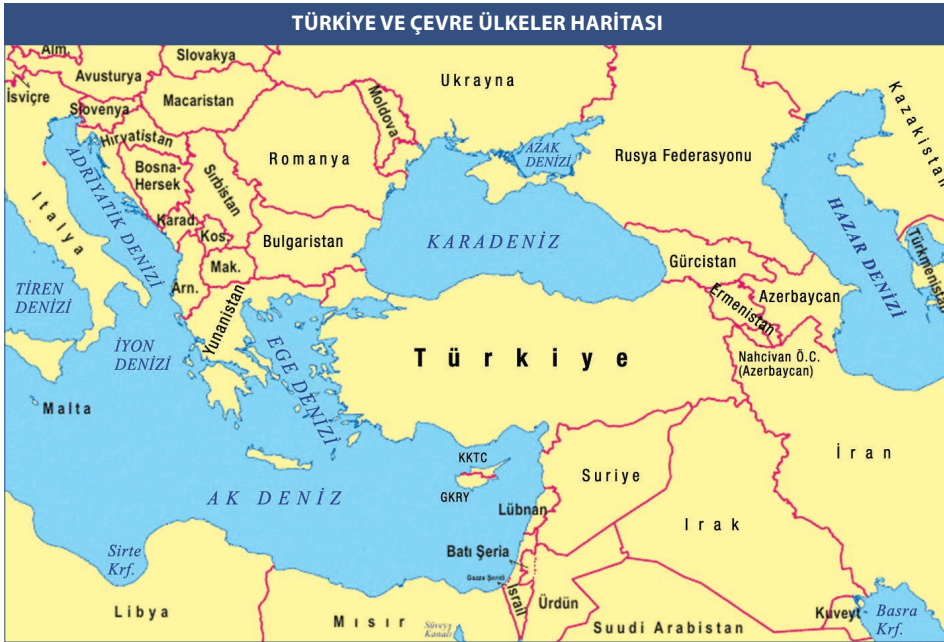 TÜRKİYE VE ÇEVRE ÜLKELER HARİTASI
Alm.
Slovakya
Avusturya
Ukrayna
İsviçre
Macaristan
Moldova
Slovenya
Kazakistan
Hırvatistan
AZAK
DENİZİ
Romanya
Rusya Federasyonu
Bosna-
Hersek
Sırbistan
ADRİYATİK DENİZİ
İtalya
HAZAR DENİZİ
Karad.
Kos.
Bulgaristan
KARADENİZ
Türkmenistan
Gürcistan
Mak.
Arn.
TİREN
DENİZİ
Azerbaycan
Ermenistan
Yunanistan
İYON
DENİZİ
EGE DENİZİ
Türkiye
Nahcivan Ö.C.
(Azerbaycan)
Malta
İran
KKTC
Suriye
AK DENİZ
GKRY
Lübnan
Irak
Sirte
Krf.
Batı Şeria
Gazze Şeridi
İsrail
Ürdün
Libya
Mısır
Süveyş
Kanalı
Suudi Arabistan
Kuveyt
Basra
Krf.